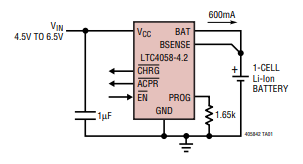 600mA
VIN
4.5V TO 6.5V
VCC
BAT
BSENSE
LTC4058-4.2
CHRG
ACPR
EN
PROG
GND
1µF
1.65k
1-CELL
Li-Ion
BATTERY
+
405842 TA01